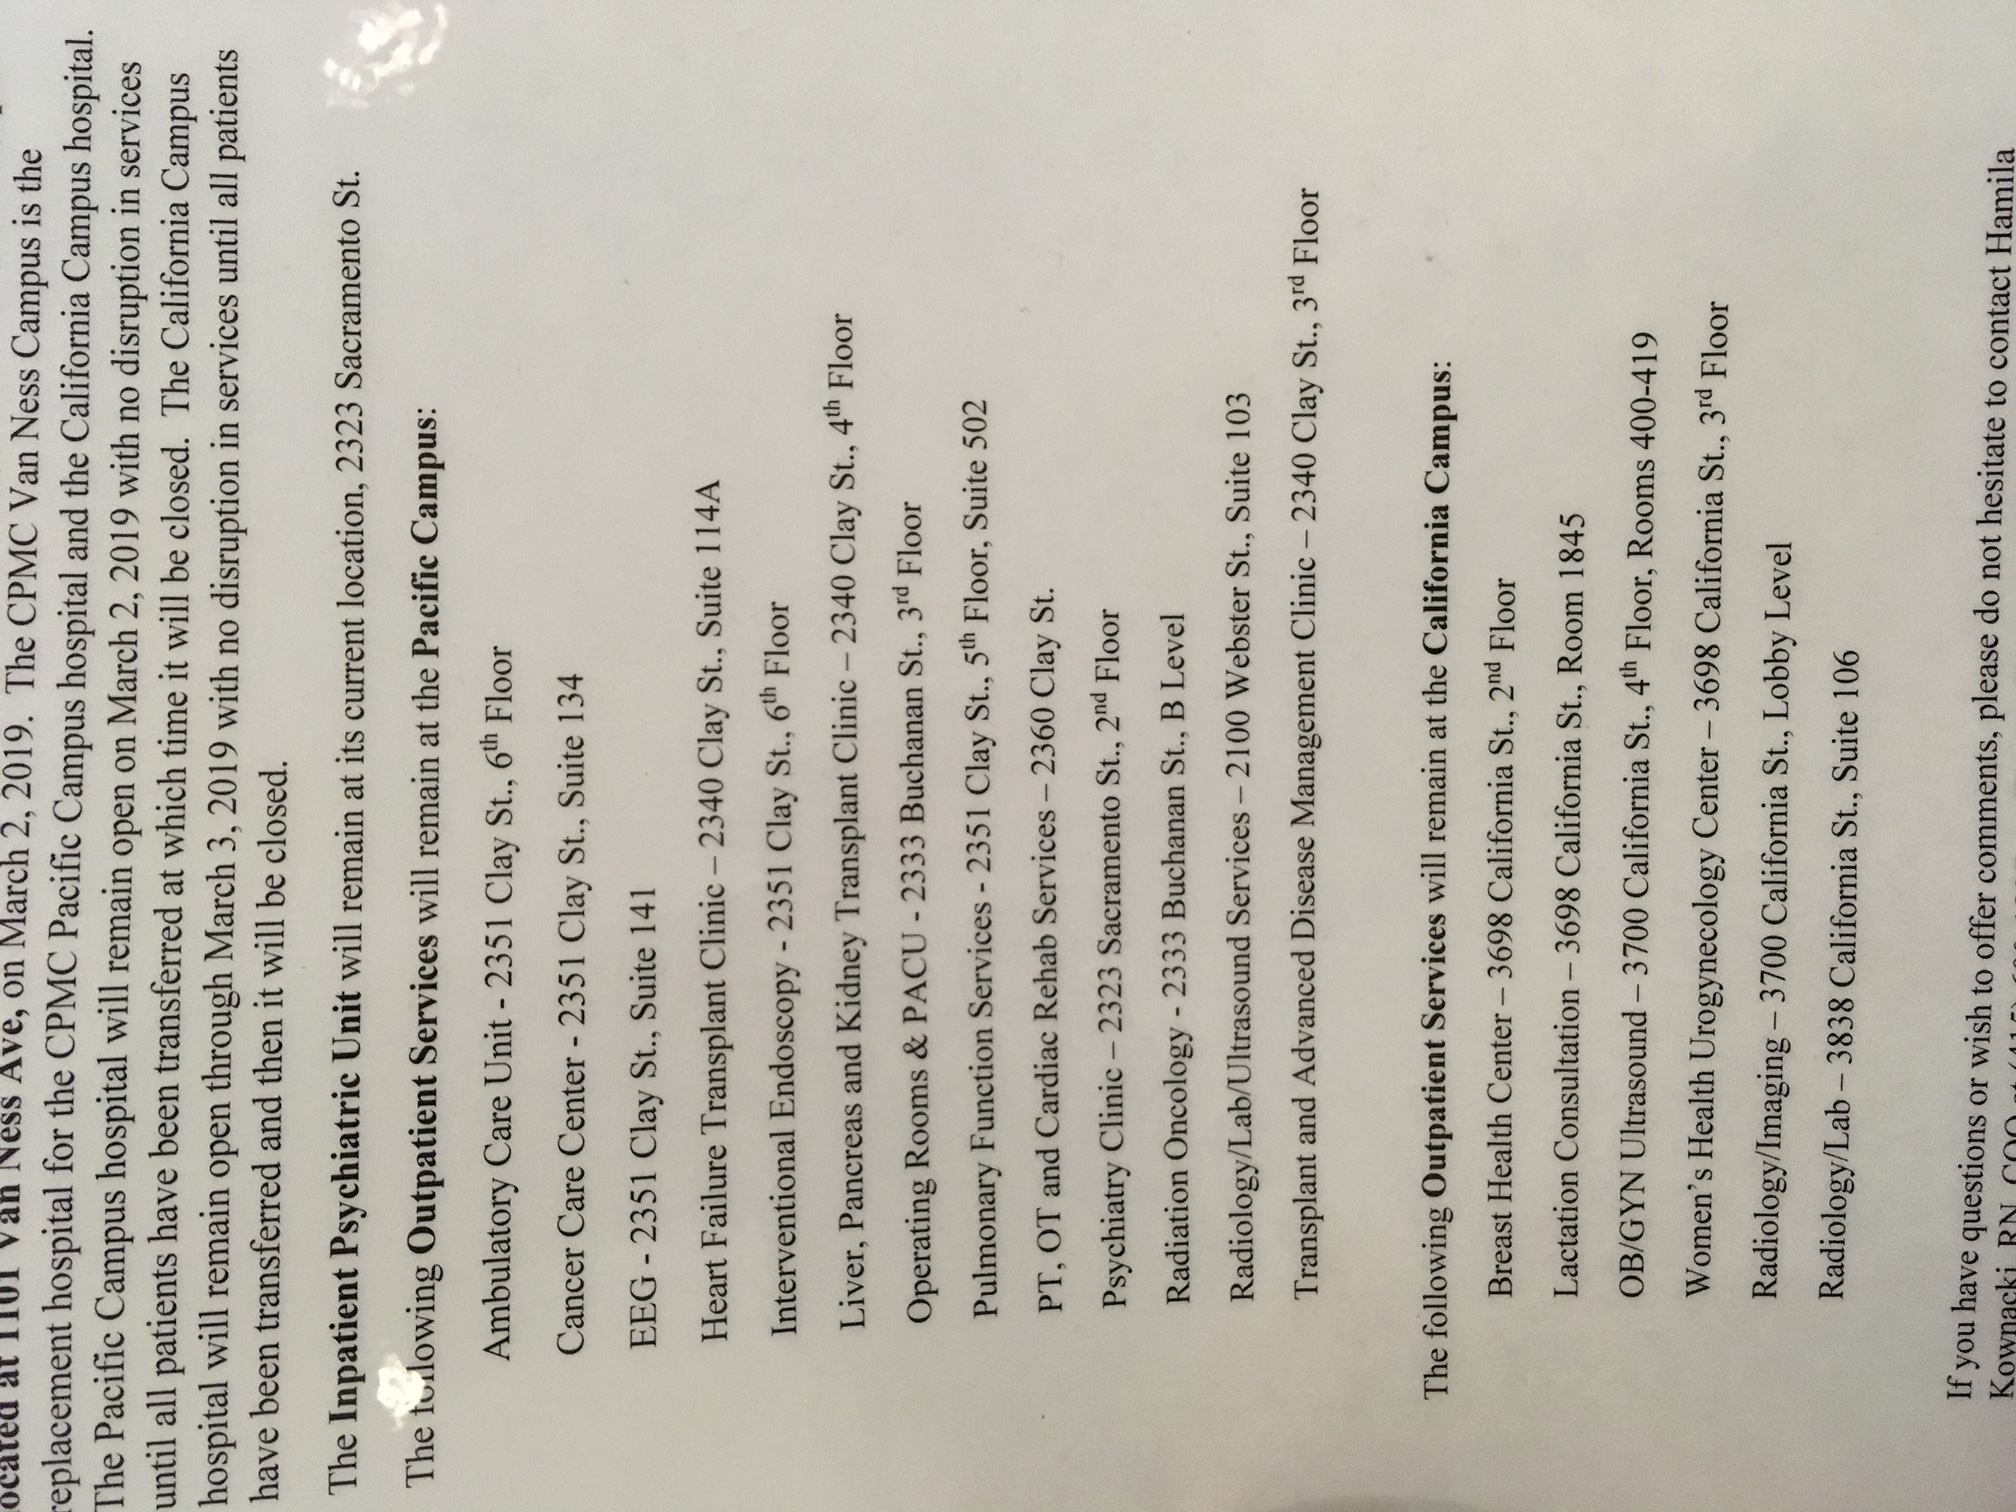 located at 1101 Van Ness Ave, on March 2, 2019. The CPMC Van Ness Campus is the
replacement hospital for the CPMC Pacific Campus hospital and the California Campus hospital.
The Pacific Campus hospital will remain open on March 2, 2019 with no disruption in services
until all patients have been transferred at which time it will be closed. The California Campus
hospital will remain open through March 3, 2019 with no disruption in services until all patients
have been transferred and then it will be closed.
The Inpatient Psychiatric Unit will remain at its current location, 2323 Sacramento St.
The following Outpatient Services will remain at the Pacific Campus:
Ambulatory Care Unit - 2351 Clay St., 6th Floor
Cancer Care Center - 2351 Clay St., Suite 134
EEG - 2351 Clay St., Suite 141
Heart Failure Transplant Clinic – 2340 Clay St., Suite 114A
Interventional Endoscopy - 2351 Clay St., 6th Floor
Liver, Pancreas and Kidney Transplant Clinic – 2340 Clay St., 4th Floor
Operating Rooms & PACU - 2333 Buchanan St., 3rd Floor
Pulmonary Function Services - 2351 Clay St., 5th Floor, Suite 502
PT, OT and Cardiac Rehab Services – 2360 Clay St.
Psychiatry Clinic – 2323 Sacramento St., 2nd Floor
Radiation Oncology - 2333 Buchanan St., B Level
Radiology/Lab/Ultrasound Services – 2100 Webster St., Suite 103
Transplant and Advanced Disease Management Clinic – 2340 Clay St., 3rd Floor
The following Outpatient Services will remain at the California Campus:
Breast Health Center – 3698 California St., 2nd Floor
Lactation Consultation – 3698 California St., Room 1845
OB/GYN Ultrasound – 3700 California St., 4th Floor, Rooms 400-419
Women's Health Urogynecology Center – 3698 California St., 3rd Floor
Radiology/Imaging – 3700 California St., Lobby Level
Radiology/Lab – 3838 California St., Suite 106
If you have questions or wish to offer comments, please do not hesitate to contact Hamila
Kownacki, RN, COO at (415)